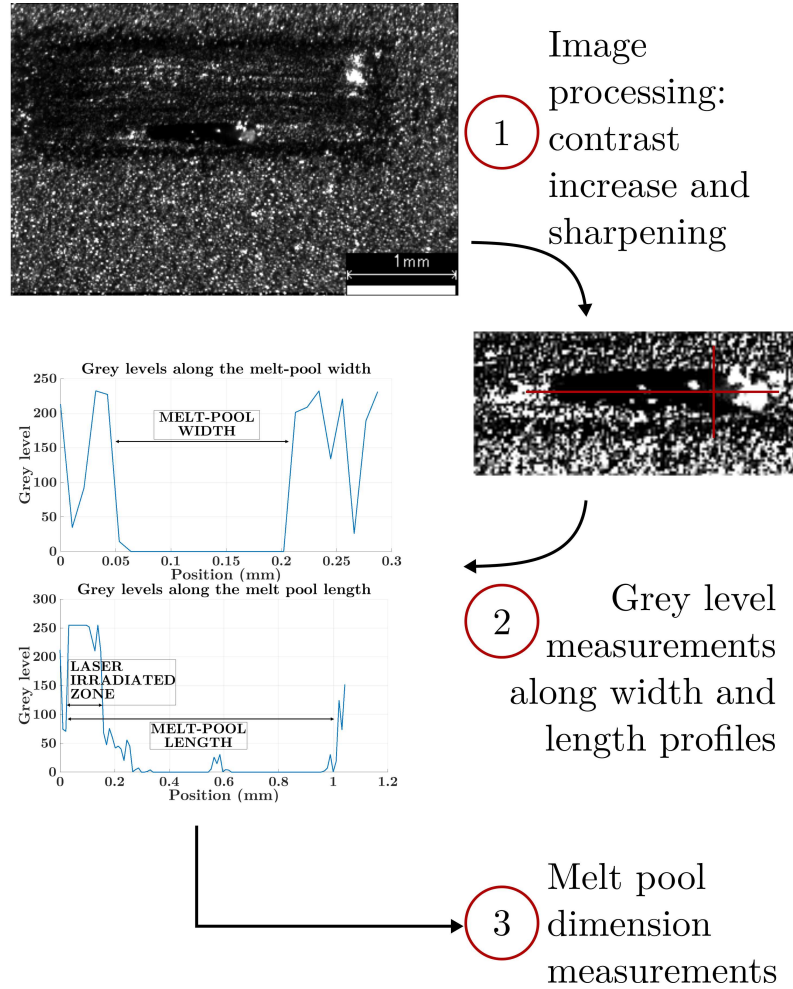 Image
processing:
contrast
increase and
sharpening
1
1mm
Grey levels along the melt-pool width
250
200
150
100
50
0
Grey level
MELT-POOL
WIDTH
0 0.05 0.1 0.15 0.2 0.25 0.3
Position (mm)
Grey levels along the melt pool length
300
250
200
150
100
50
0
Grey level
LASER
IRRADIATED
ZONE
MELT-POOL
LENGTH
0 0.2 0.4 0.6 0.8 1 1.2
Position (mm)
2
Grey level
measurements
along width and
length profiles
3
Melt pool
dimension
measurements